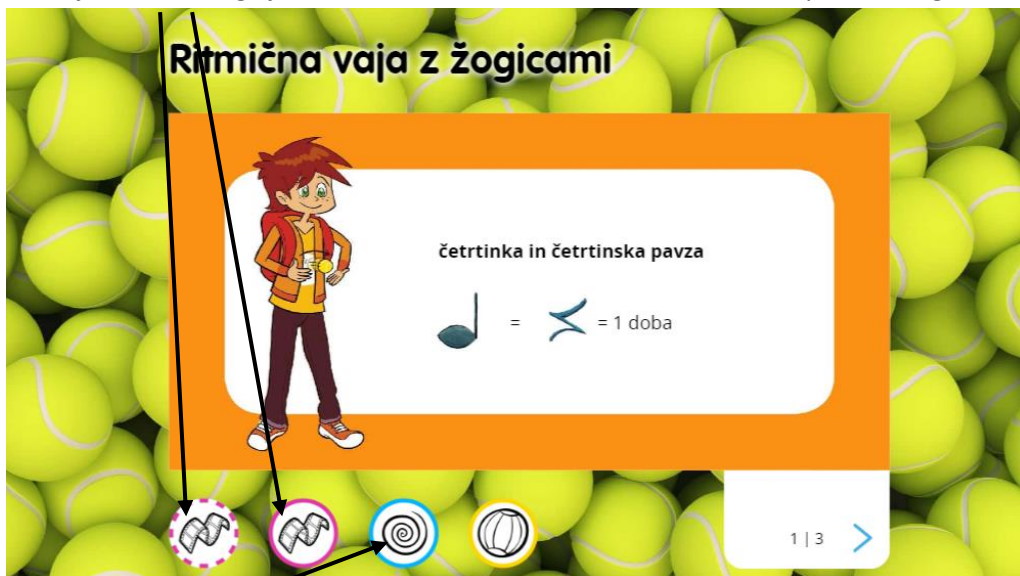 Ritmična vaja z žogicami
četrtinka in četrtinska pavza
= = 1 doba
1 | 3